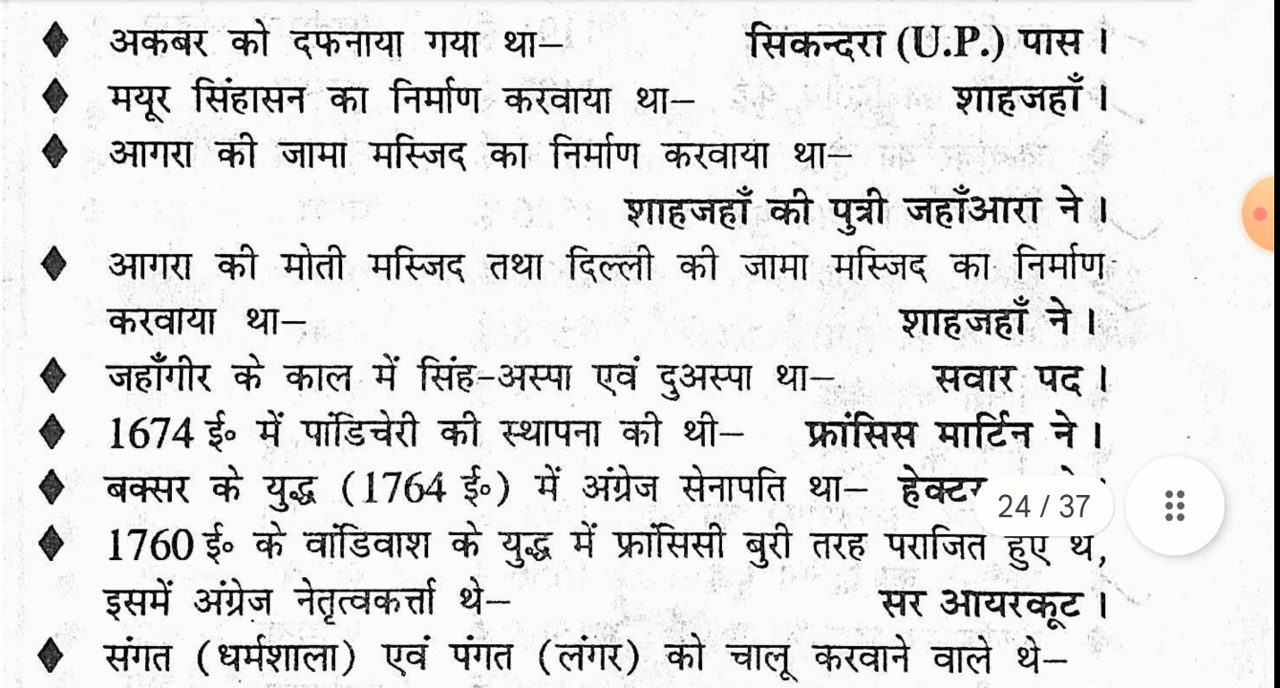 ♦ अकबर को दफनाया गया था– सिकन्दरा (U.P.) पास ।
♦ मयूर सिंहासन का निर्माण करवाया था– शाहजहाँ ।
♦ आगरा की जामा मस्जिद का निर्माण करवाया था–
शाहजहाँ की पुत्री जहाँआरा ने ।
♦ आगरा की मोती मस्जिद तथा दिल्ली की जामा मस्जिद का निर्माण
करवाया था– शाहजहाँ ने ।
♦ जहाँगीर के काल में सिंह-अस्पा एवं दुअस्पा था– सवार पद ।
♦ 1674 ई० में पांडिचेरी की स्थापना की थी– फ्रांसिस मार्टिन ने ।
♦ बक्सर के युद्ध (1764 ई०) में अंग्रेज सेनापति था–
24 / 37
♦ 1760 ई० के वांडिवाश के युद्ध में फ्रांसिसी बुरी तरह पराजित हुए
इसमें अंग्रेज नेतृत्वकर्त्ता थे– सर आयरकूट ।
♦ संगत (धर्मशाला) एवं पंगत (लंगर) को चालू करवाने वाले थे–